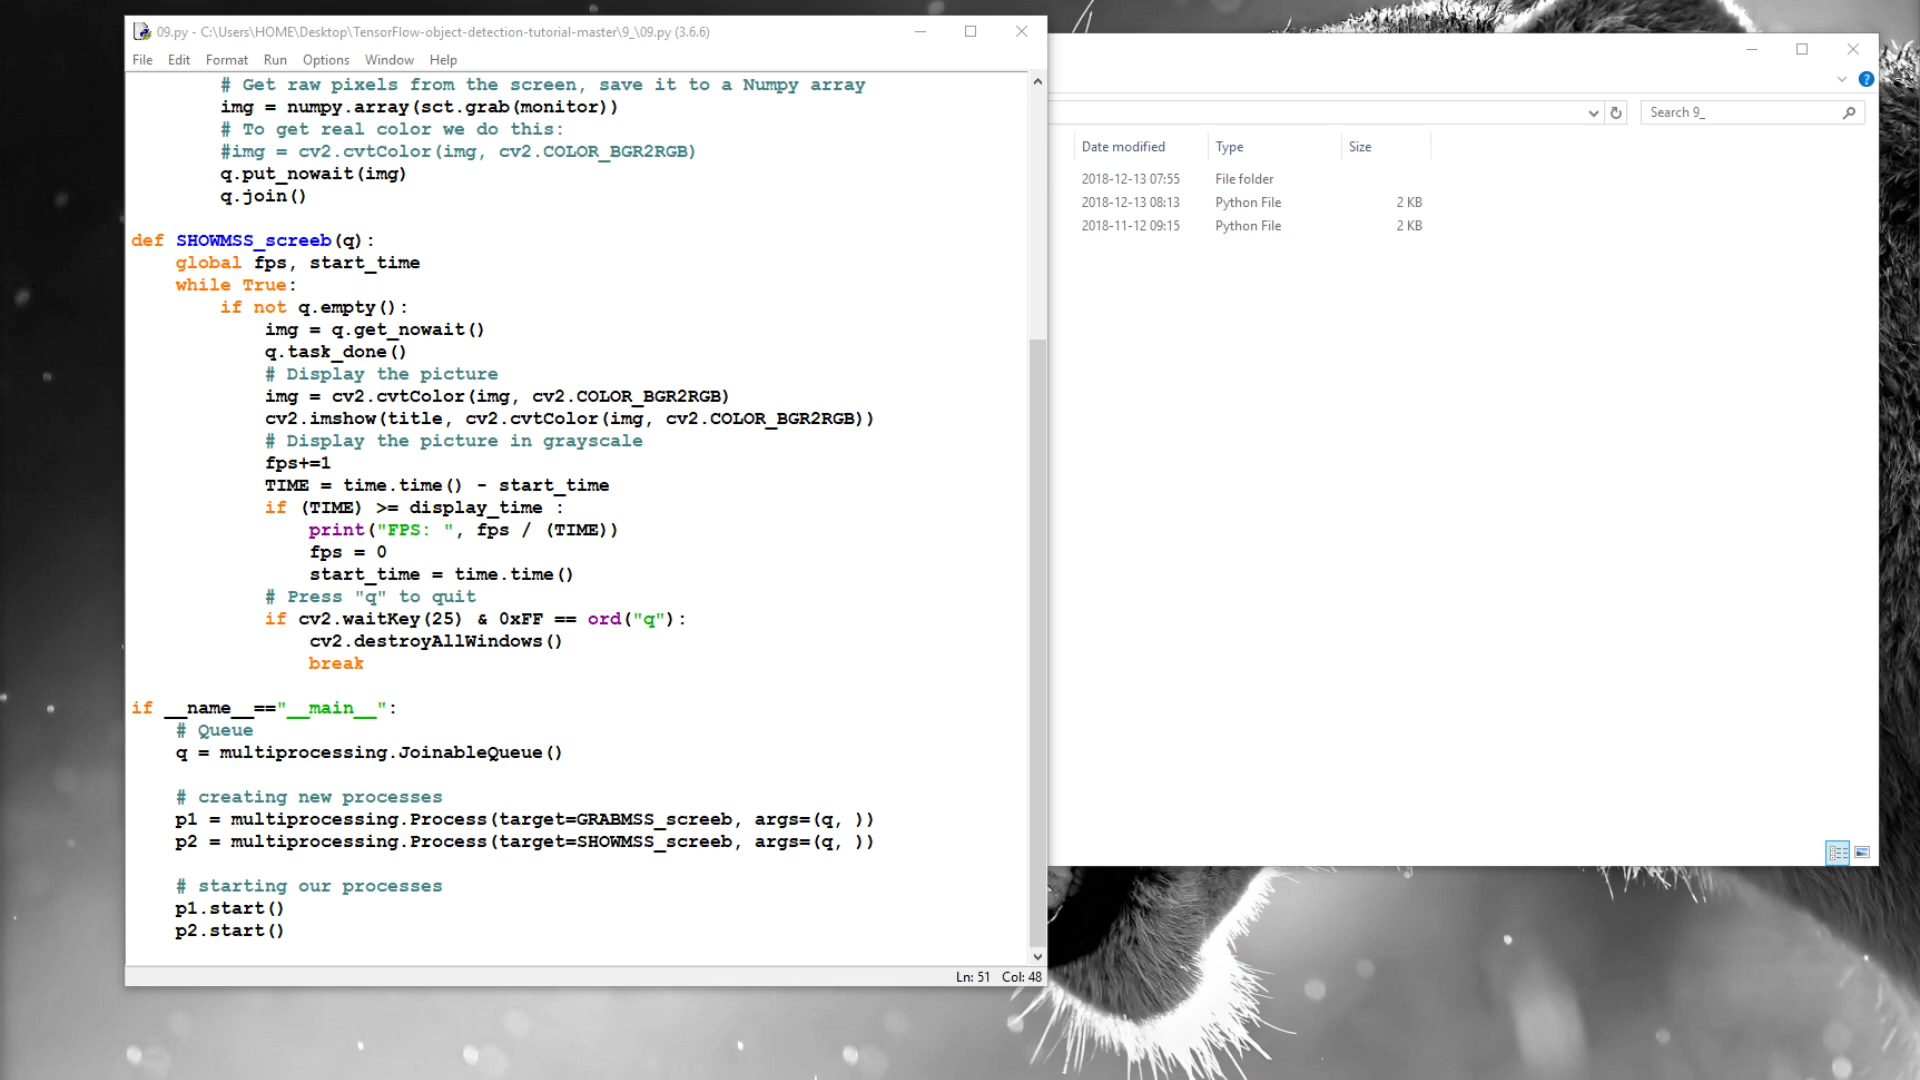 09.py - C:\Users\HOME\Desktop\TensorFlow-object-detection-tutorial-master\9_\09.py (3.6.6)
File Edit Format Run Options Window Help
# Get raw pixels from the screen, save it to a Numpy array
img = numpy.array(sct.grab(monitor))
# To get real color we do this:
#img = cv2.cvtColor(img, cv2.COLOR_BGR2RGB)
q.put_nowait(img)
q.join()
def SHOWMSS_screeb(q):
global fps, start_time
while True:
if not q.empty():
img = q.get_nowait()
q.task_done()
# Display the picture
img = cv2.cvtColor(img, cv2.COLOR_BGR2RGB)
cv2.imshow(title, cv2.cvtColor(img, cv2.COLOR_BGR2RGB))
# Display the picture in grayscale
fps+=1
TIME = time.time() - start_time
if (TIME) >= display_time :
print("FPS: ", fps / (TIME))
fps = 0
start_time = time.time()
# Press "q" to quit
if cv2.waitKey(25) & 0xFF == ord("q"):
cv2.destroyAllWindows()
break
if __name__=="__main__":
# Queue
q = multiprocessing.JoinableQueue()
# creating new processes
p1 = multiprocessing.Process(target=GRABMSS_screeb, args=(q, ))
p2 = multiprocessing.Process(target=SHOWMSS_screeb, args=(q, ))
# starting our processes
p1.start()
p2.start()
Ln: 51 Col: 48
Search 9_
Date modified Type Size
2018-12-13 07:55 File folder
2018-12-13 08:13 Python File 2 KB
2018-11-12 09:15 Python File 2 KB